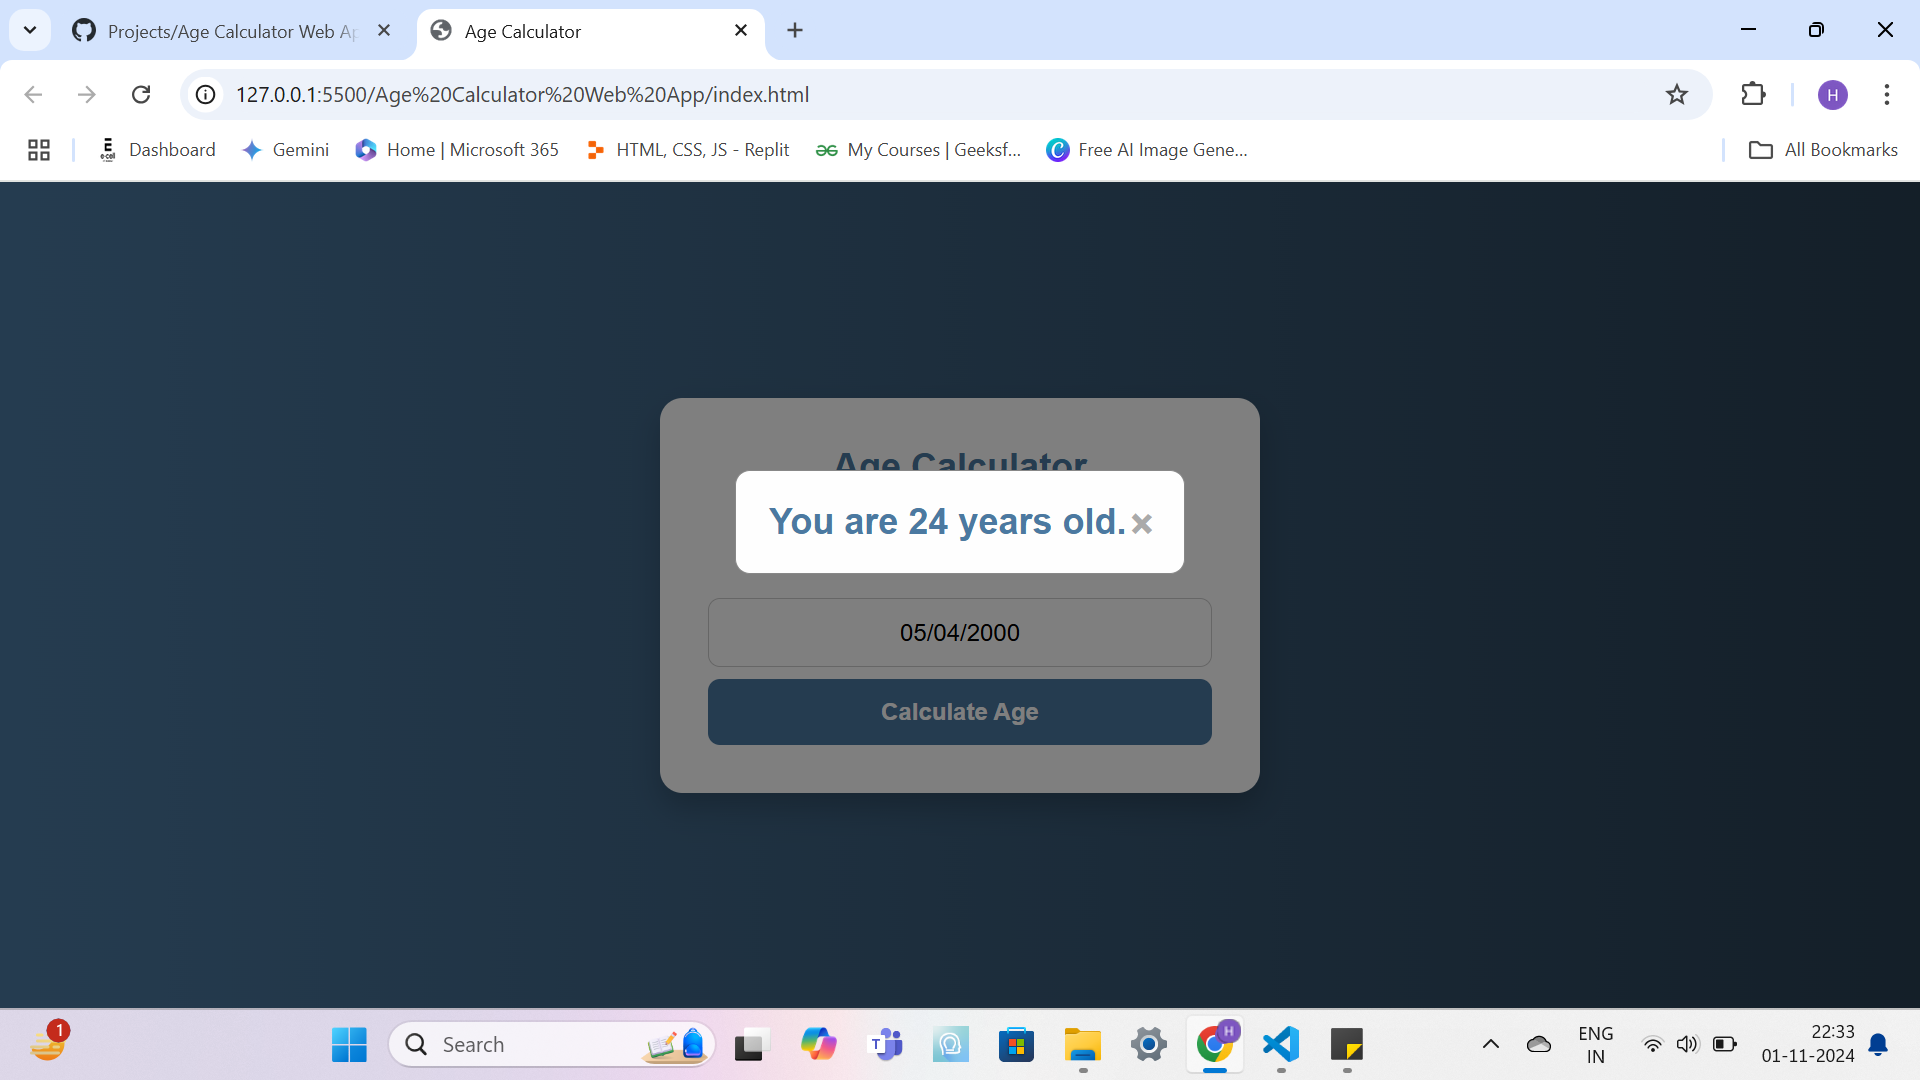 Projects/Age Calculator Web Ap
Age Calculator
127.0.0.1:5500/Age%20Calculator%20Web%20App/index.html
H
e·col
Dashboard
Gemini
Home | Microsoft 365
HTML, CSS, JS - Replit
My Courses | Geeksf...
Free AI Image Gene...
All Bookmarks
Age Calculator
You are 24 years old.×
05/04/2000
Calculate Age
1
Search
T
H
ENG
IN
22:33
01-11-2024